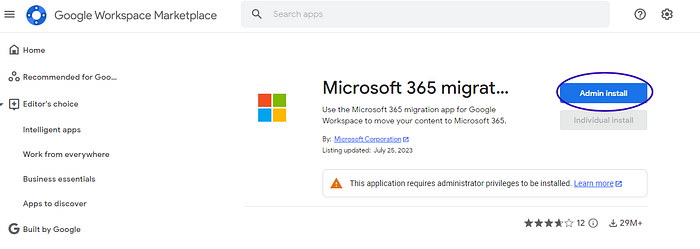 Google Workspace Marketplace
Search apps
Home
Recommended for Goo...
Editor's choice
Intelligent apps
Work from everywhere
Business essentials
Apps to discover
Built by Google
Microsoft 365 migrat...
Use the Microsoft 365 migration app for Google
Workspace to move your content to Microsoft 365.
By: Microsoft Corporation
Listing updated: July 25, 2023
Admin install
Individual install
This application requires administrator privileges to be installed. Learn more
12
29M+